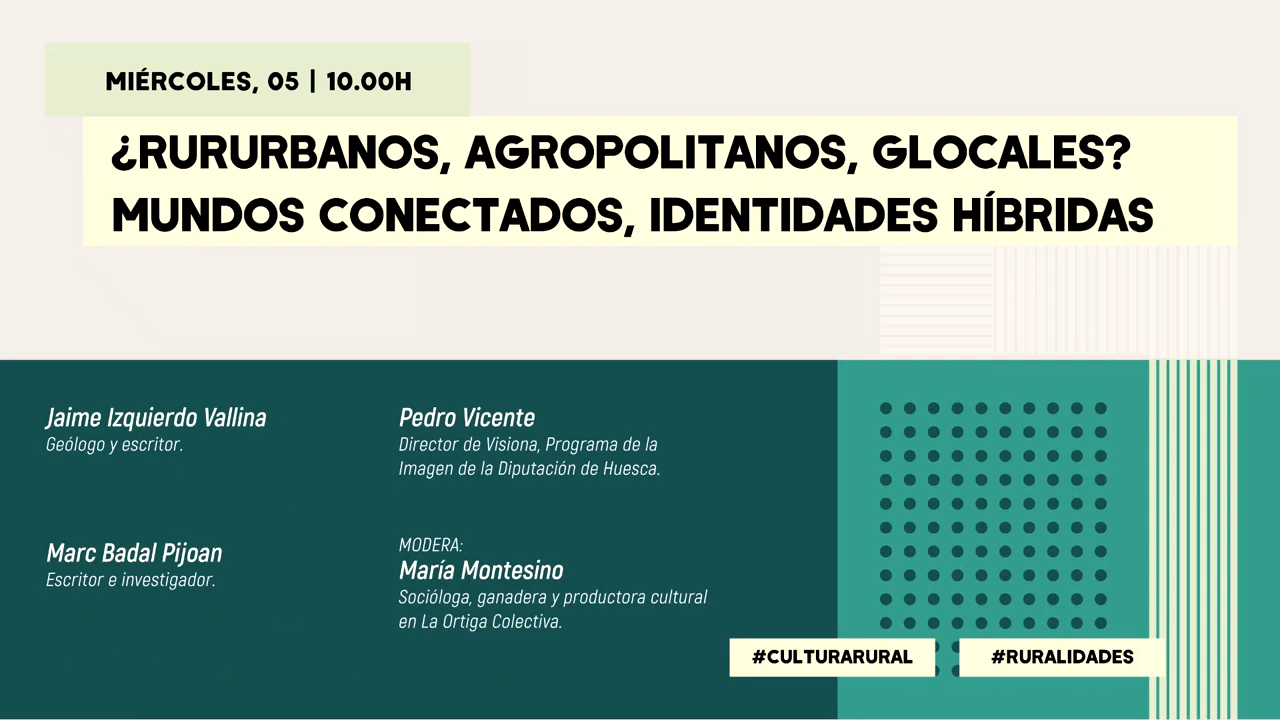 MIÉRCOLES, 05 | 10.00H
¿RURURBANOS, AGROPOLITANOS, GLOCALES?
MUNDOS CONECTADOS, IDENTIDADES HÍBRIDAS
Jaime Izquierdo Vallina
Geólogo y escritor.
Pedro Vicente
Director de Visiona, Programa de la
Imagen de la Diputación de Huesca.
Marc Badal Pijoan
Escritor e investigador.
MODERA:
María Montesino
Socióloga, ganadera y productora cultural
en La Ortiga Colectiva.
#CULTURARURAL
#RURALIDADES